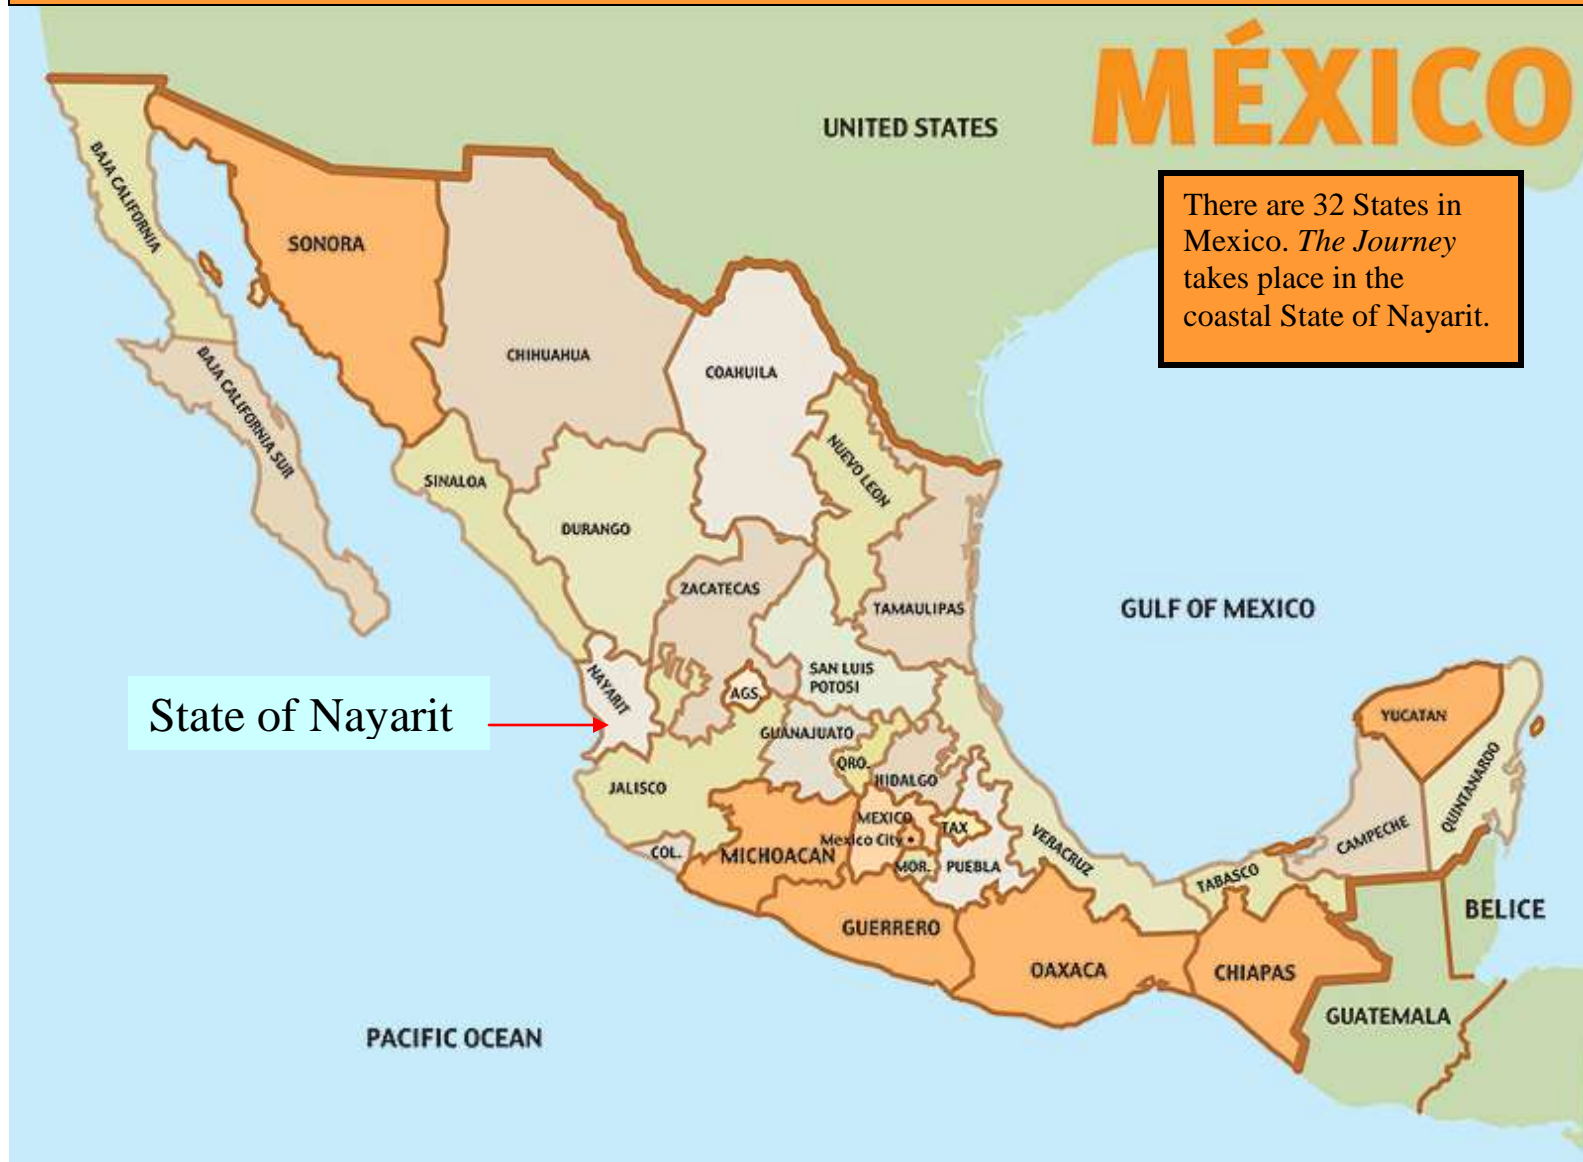 MÉXICO
UNITED STATES
There are 32 States in
Mexico. The Journey
takes place in the
coastal State of Nayarit.
BAJA CALIFORNIA
SONORA
CHIHUAHUA
COAHUILA
BAJA CALIFORNIA SUR
NUEVO LEON
SINALOA
DURANGO
ZACATECAS
TAMAULIPAS
GULF OF MEXICO
NAYARIT
SAN LUIS
POTOSI
AGS.
State of Nayarit
YUCATAN
GUANAJUATO
QRO.
HIDALGO
JALISCO
QUINTANARDO
MEXICO
TAX
Mexico City
CAMPECHE
VERACRUZ
COL.
MICHOACAN
MOR.
PUEBLA
TABASCO
BELICE
GUERRERO
OAXACA
CHIAPAS
GUATEMALA
PACIFIC OCEAN